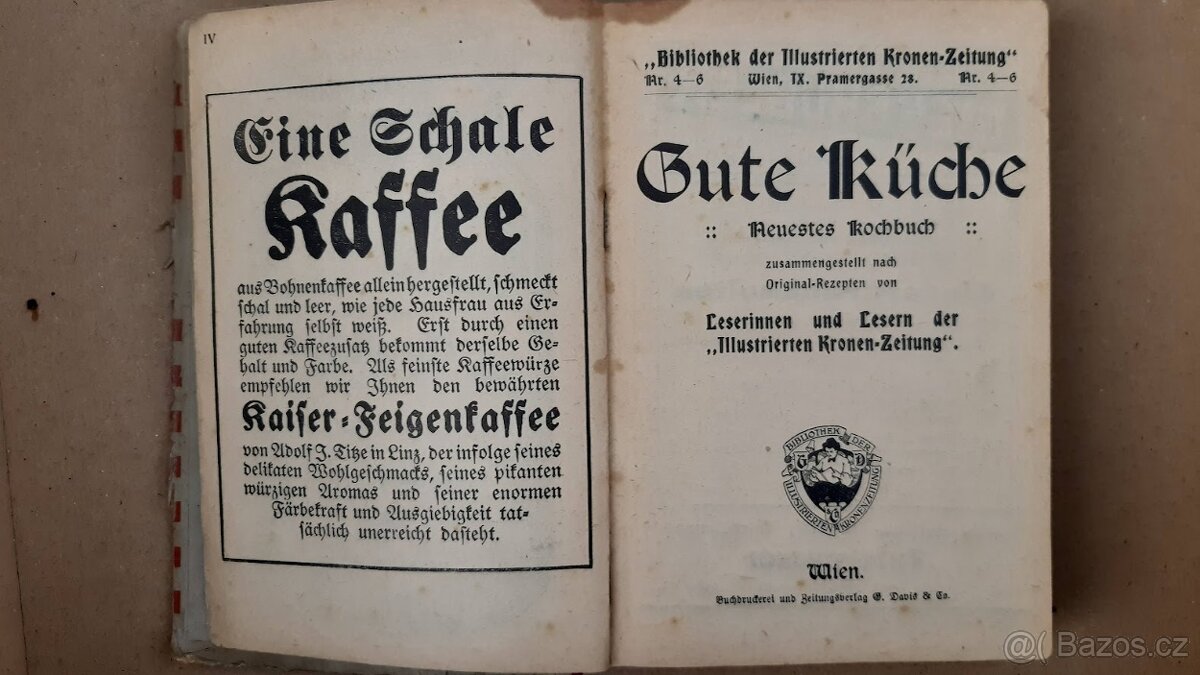 IV
Eine Schale
Kaffee
aus Bohnenkaffee allein hergestellt, schmeckt
schal und leer, wie jede Hausfrau aus Er-
fahrung selbst weiß. Erst durch einen
guten Kaffeezusatz bekommt derselbe Ge-
halt und Farbe. Als feinste Kaffeewürze
empfehlen wir Ihnen den bewährten
Kaiser-Feigenkaffee
von Adolf J. Titze in Linz, der infolge seines
delikaten Wohlgeschmacks, seines pikanten
würzigen Aromas und seiner enormen
Färbekraft und Ausgiebigkeit tat-
sächlich unerreicht dasteht.
„Bibliothek der Illustrierten Kronen-Zeitung“
Nr. 4—6 Wien, IX. Pramergasse 28. Nr. 4—6
Gute Küche
:: Neuestes Kochbuch ::
zusammengestellt nach
Original-Rezepten von
Leserinnen und Lesern der
„Illustrierten Kronen-Zeitung“.
BIBLIOTHEK DER
ILLUSTRIERTEN KRONENZEITUNG
G D
& Co
Wien.
Buchdruckerei und Zeitungsverlag G. Davis & Co.
Bazos.cz